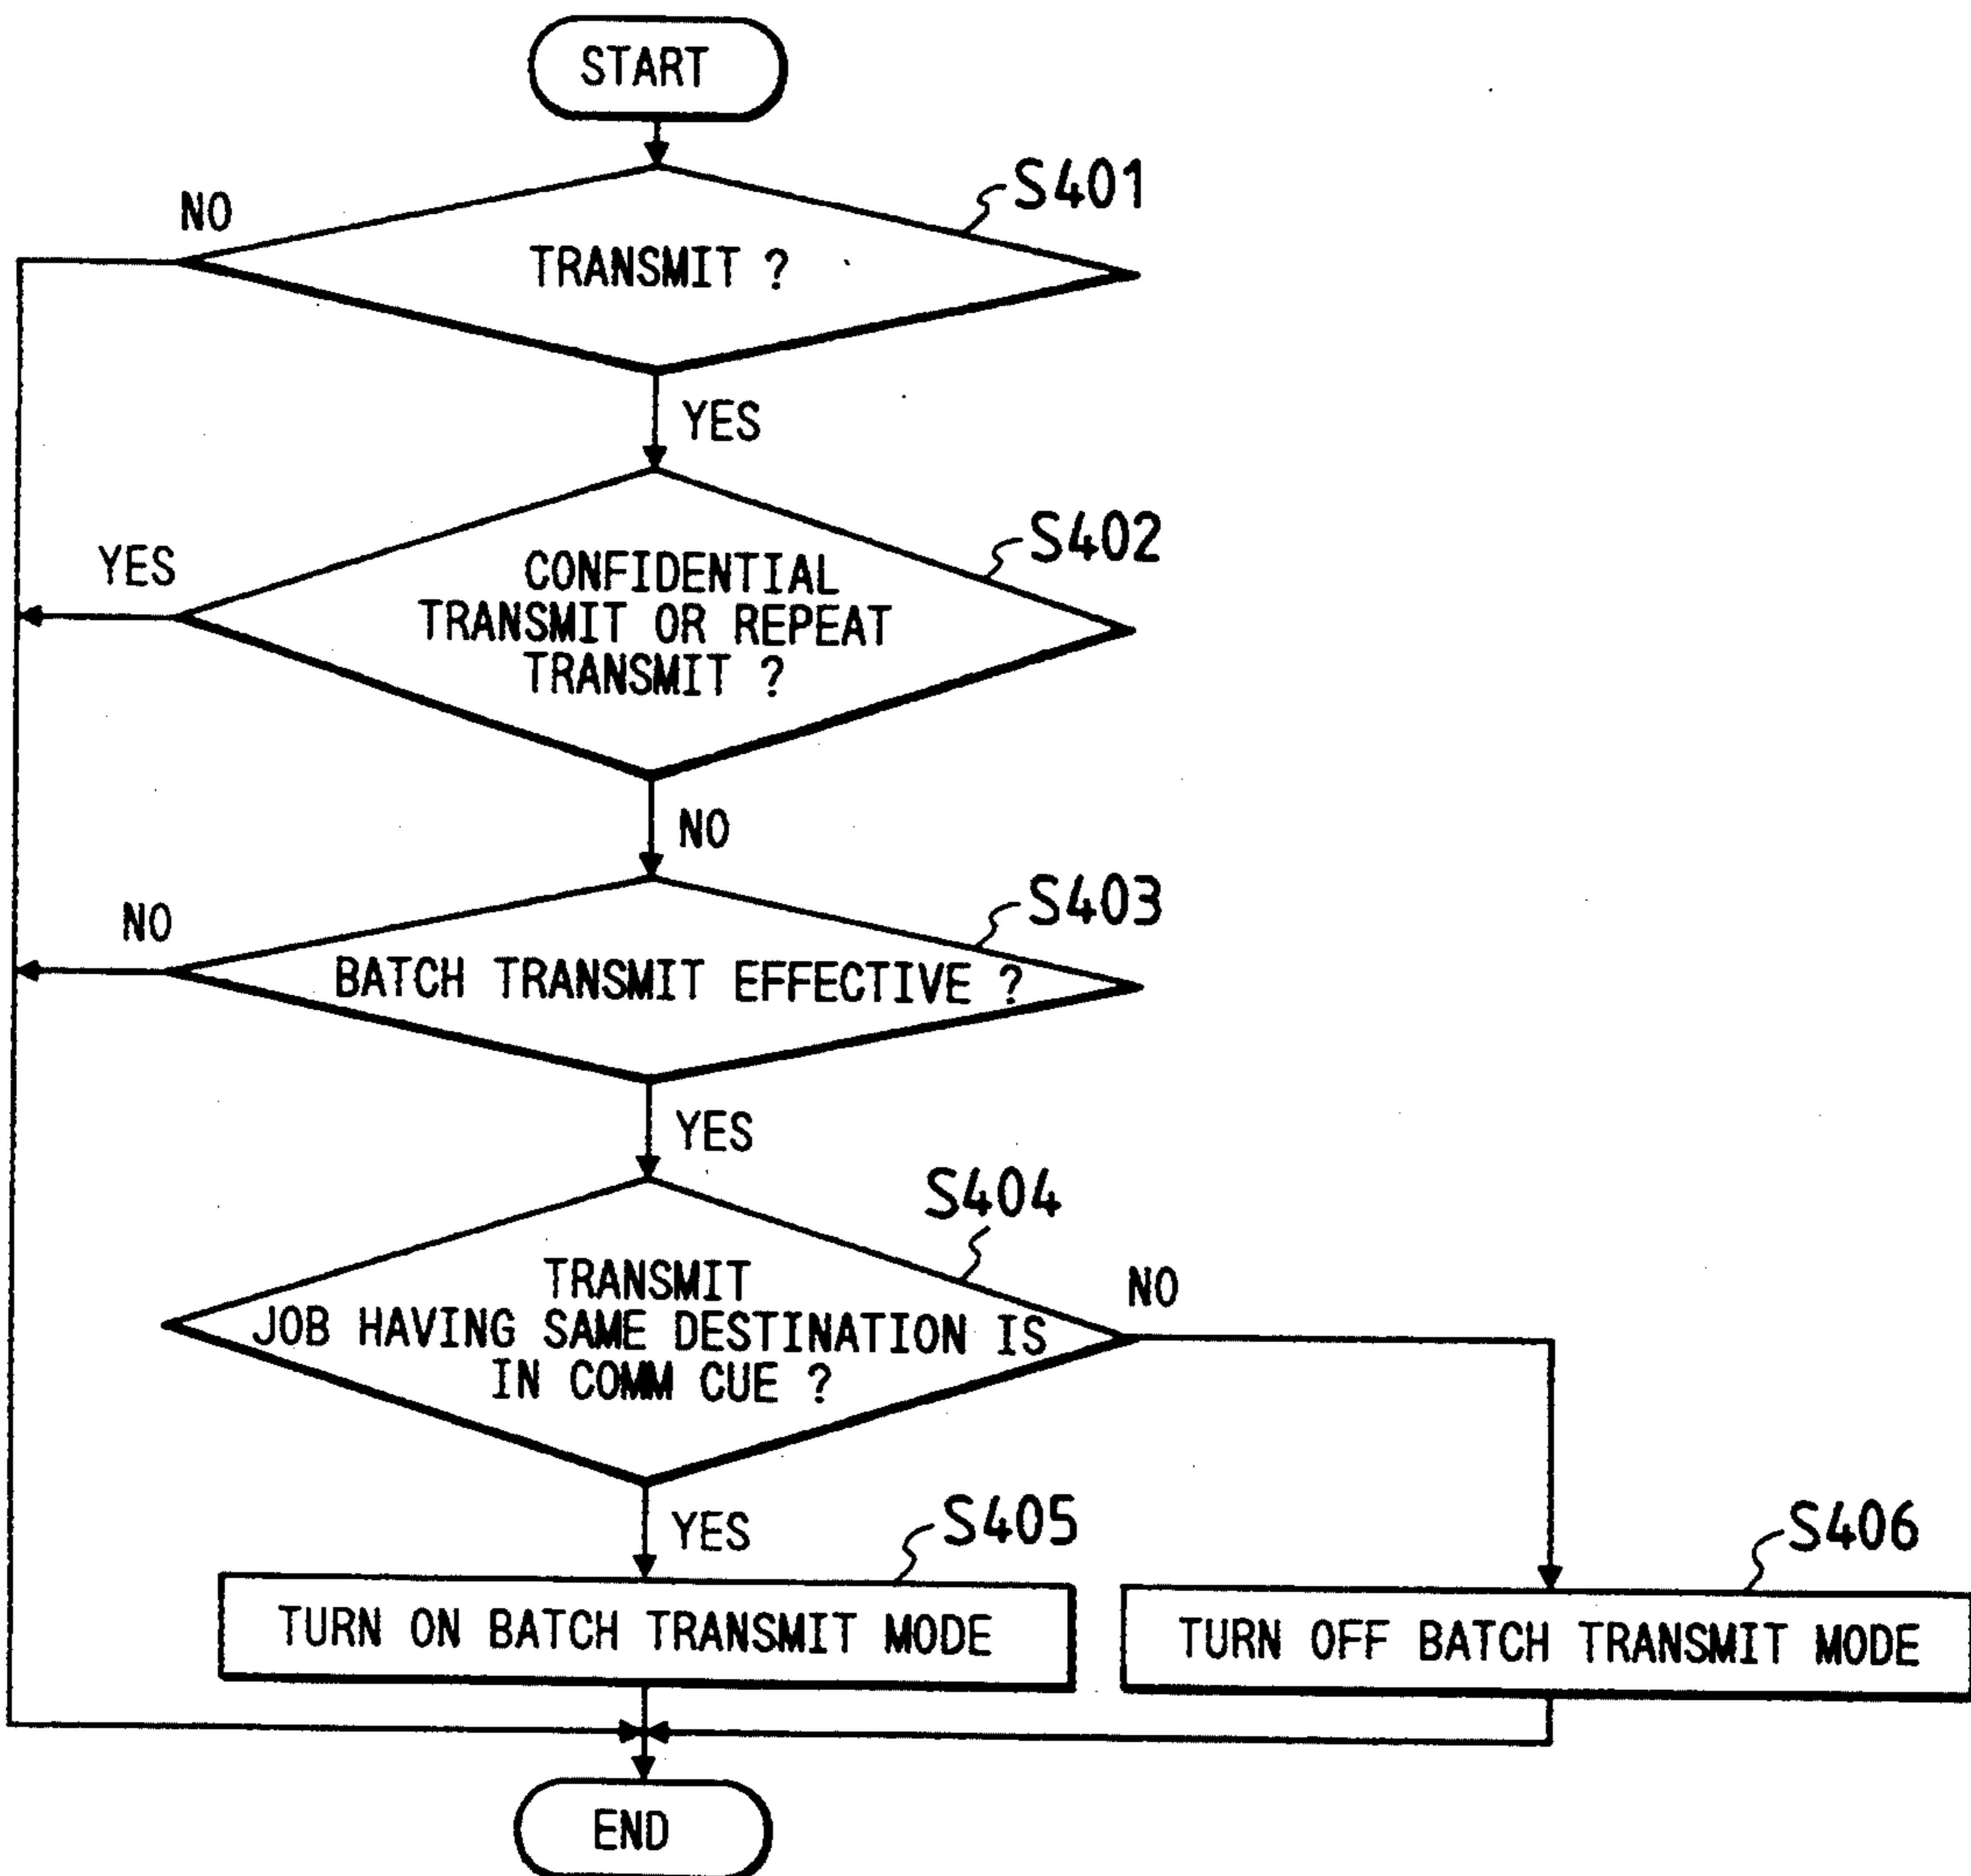 START
S401
NO
TRANSMIT ?
YES
S402
YES
CONFIDENTIAL
TRANSMIT OR REPEAT
TRANSMIT ?
NO
S403
NO
BATCH TRANSMIT EFFECTIVE ?
YES
S404
TRANSMIT
JOB HAVING SAME DESTINATION IS
IN COMM CUE ?
NO
YES
S405
S406
TURN ON BATCH TRANSMIT MODE
TURN OFF BATCH TRANSMIT MODE
END